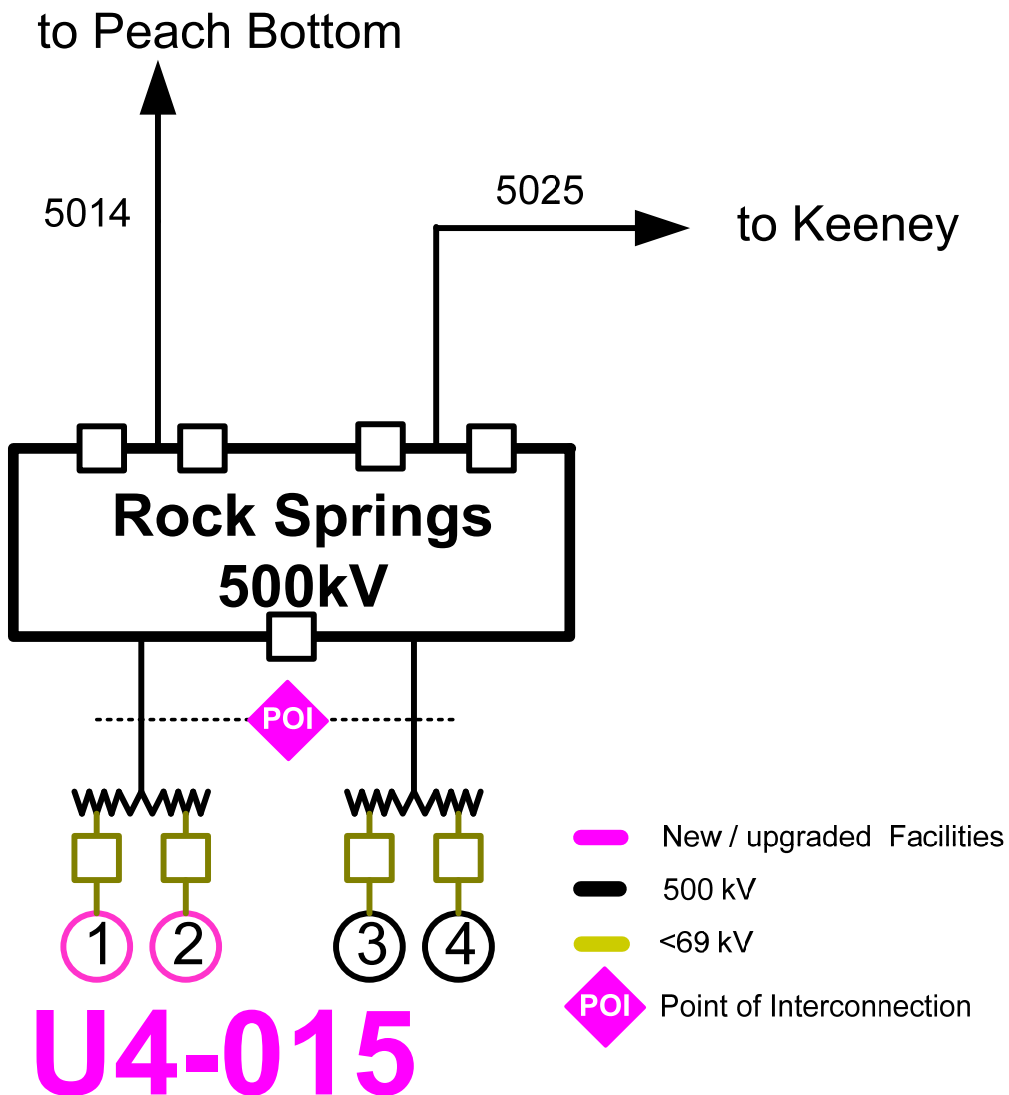 to Peach Bottom
5014
5025
to Keeney
Rock Springs
500kV
POI
1
2
3
4
New / upgraded Facilities
500 kV
<69 kV
POI
Point of Interconnection
U4-015